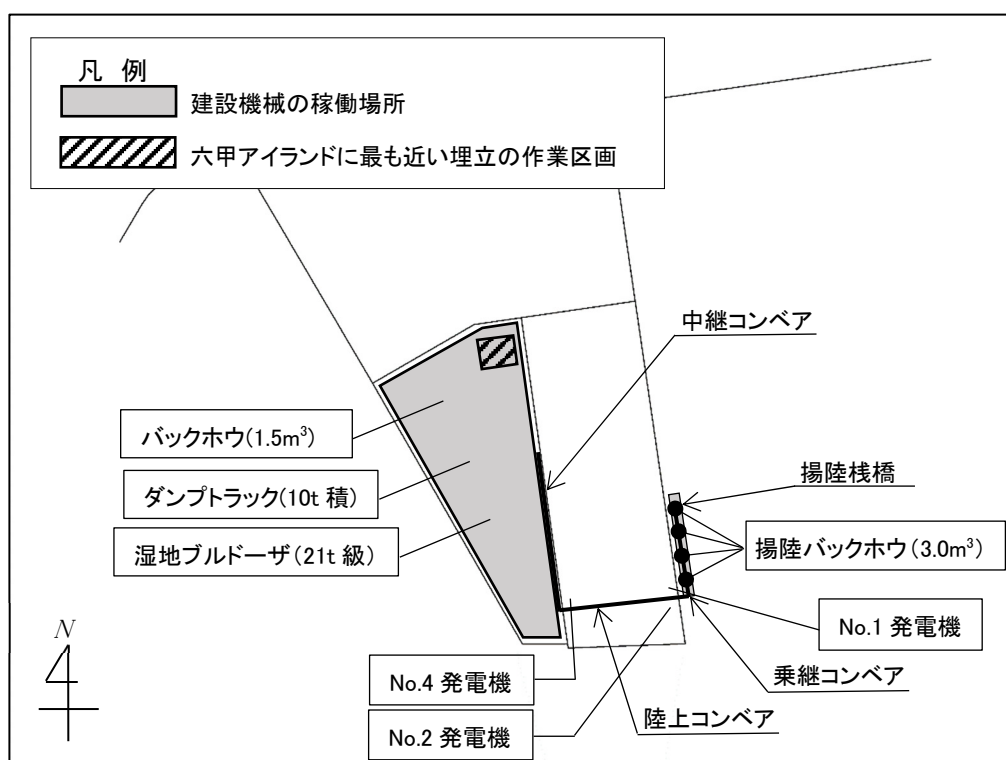 凡 例
建設機械の稼働場所
六甲アイランドに最も近い埋立の作業区画
中継コンベア
バックホウ(1.5m³)
揚陸桟橋
ダンプトラック(10t 積)
揚陸バックホウ(3.0m³)
湿地ブルドーザ(21t 級)
No.1 発電機
N
No.4 発電機
乗継コンベア
No.2 発電機
陸上コンベア